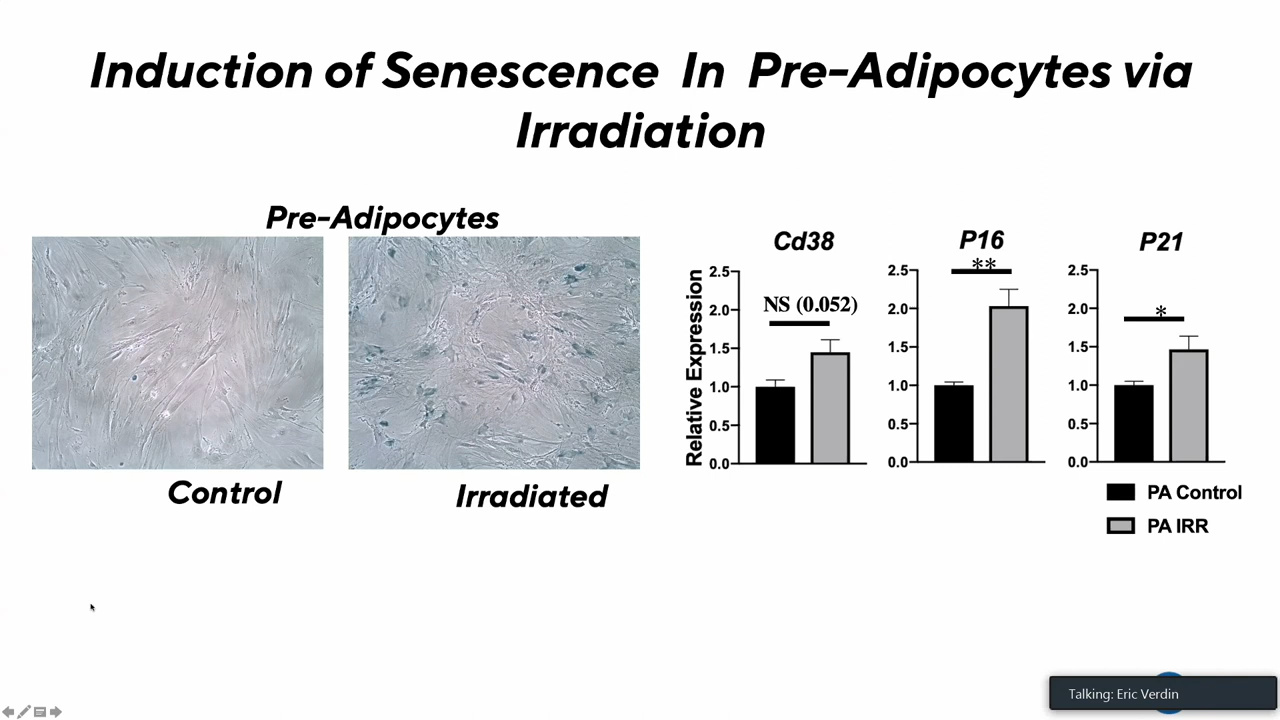 Induction of Senescence In Pre-Adipocytes via
Irradiation
Pre-Adipocytes
Control
Irradiated
Relative Expression
Cd38
2.5
2.0
1.5
1.0
0.5
0.0
NS (0.052)
P16
2.5
2.0
1.5
1.0
0.5
0.0
**
P21
2.5
2.0
1.5
1.0
0.5
0.0
*
PA Control
PA IRR
Talking: Eric Verdin